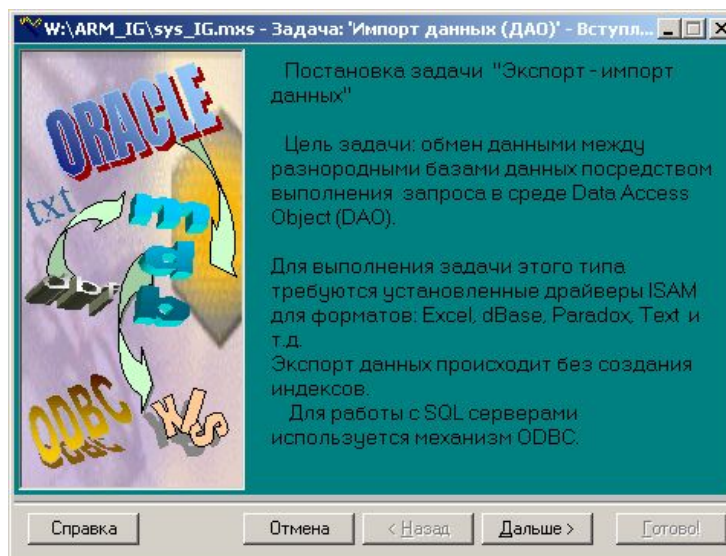 W:\ARM_IG\sys_IG.mxs - Задача: 'Импорт данных (ДАО)' - Вступл...
ORACLE
txt
mdb
dbf
ODBC
xls
Постановка задачи "Экспорт - импорт
данных"
Цель задачи: обмен данными между
разнородными базами данных посредством
выполнения запроса в среде Data Access
Object (DAO).
Для выполнения задачи этого типа
требуются установленные драйверы ISAM
для форматов: Excel, dBase, Paradox, Text и
т.д.
Экспорт данных происходит без создания
индексов.
Для работы с SQL серверами
используется механизм ODBC.
Справка
Отмена
< Назад
Дальше >
Готово!